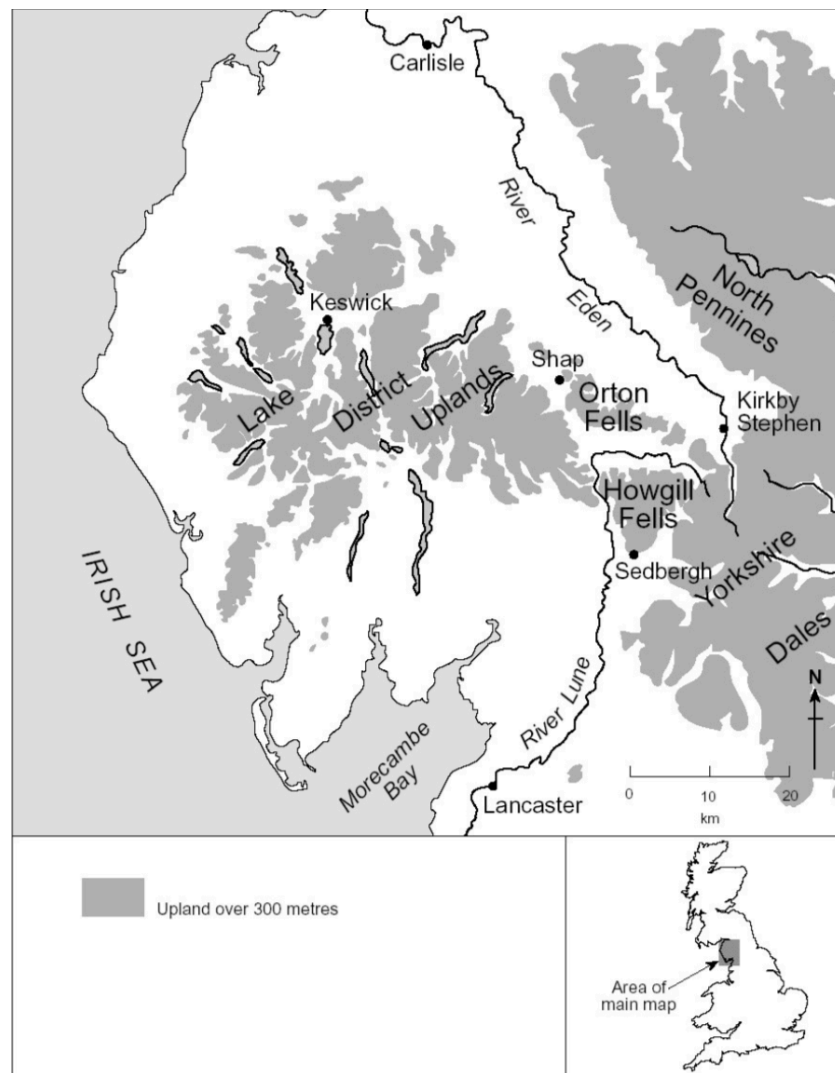 Carlisle
River
Eden
North
Pennines
Keswick
Shap
Lake
District
Uplands
Orton
Fells
Kirkby
Stephen
Howgill
Fells
Sedbergh
Yorkshire
Dales
IRISH SEA
N
River Lune
Morecambe
Bay
Lancaster
0 10 20
km
Upland over 300 metres
Area of
main map